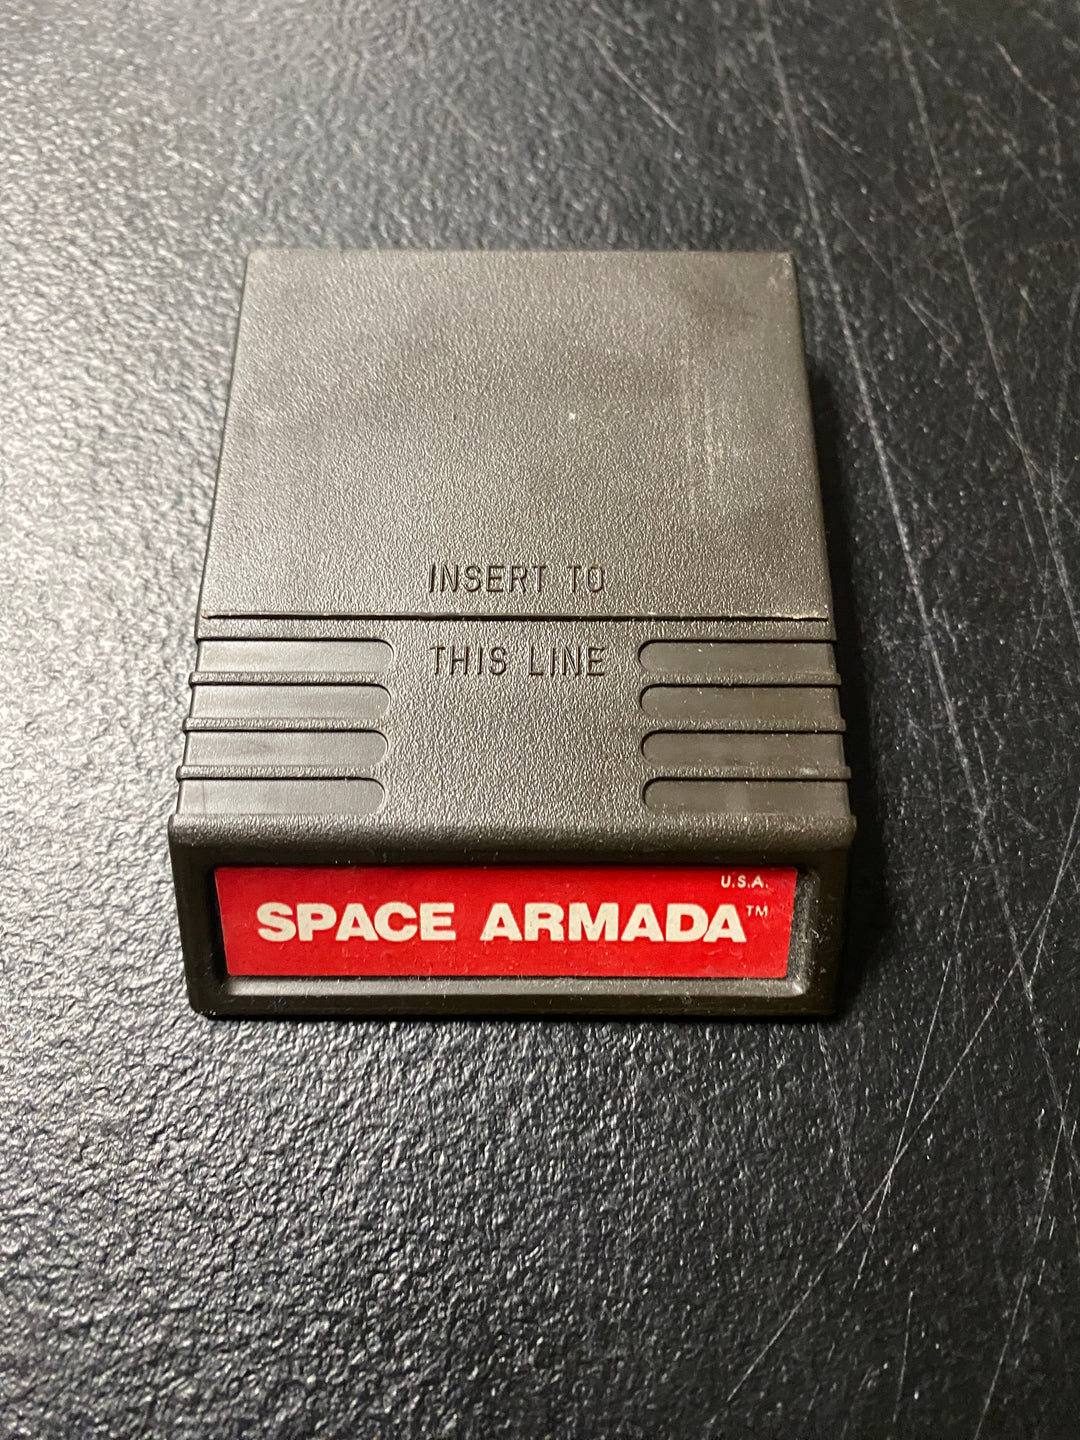 INSERT TO
THIS LINE
U.S.A.
SPACE ARMADA™